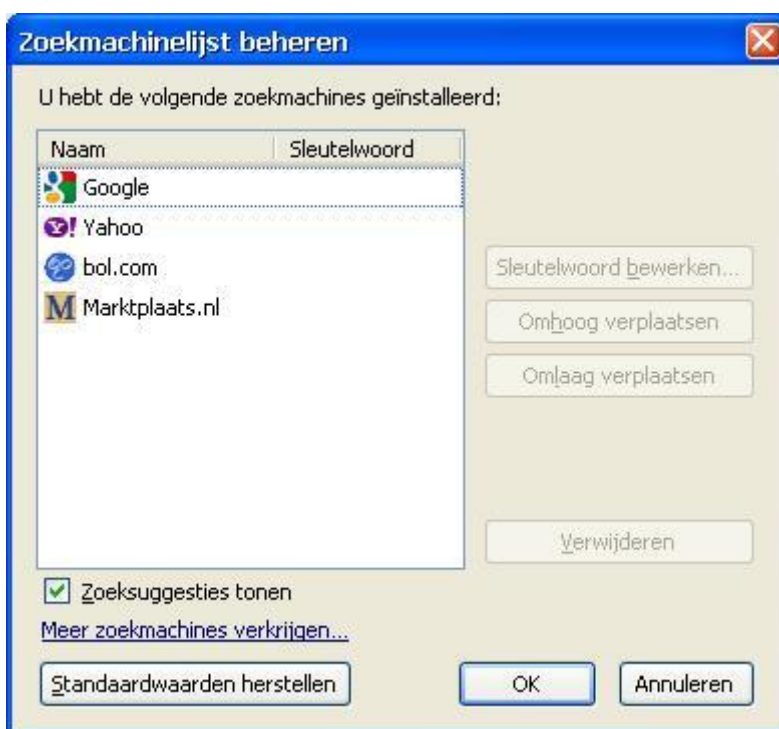 Zoekmachinelijst beheren
U hebt de volgende zoekmachines geïnstalleerd:
Naam Sleutelwoord
Google
Yahoo
bol.com
Marktplaats.nl
Sleutelwoord bewerken...
Omhoog verplaatsen
Omlaag verplaatsen
Verwijderen
Zoeksuggesties tonen
Meer zoekmachines verkrijgen...
Standaardwaarden herstellen OK Annuleren